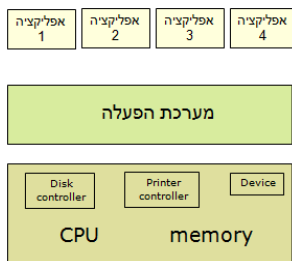 אפליקציה
1
אפליקציה
2
אפליקציה
3
אפליקציה
4
מערכת הפעלה
Disk
controller
Printer
controller
Device
CPU
memory